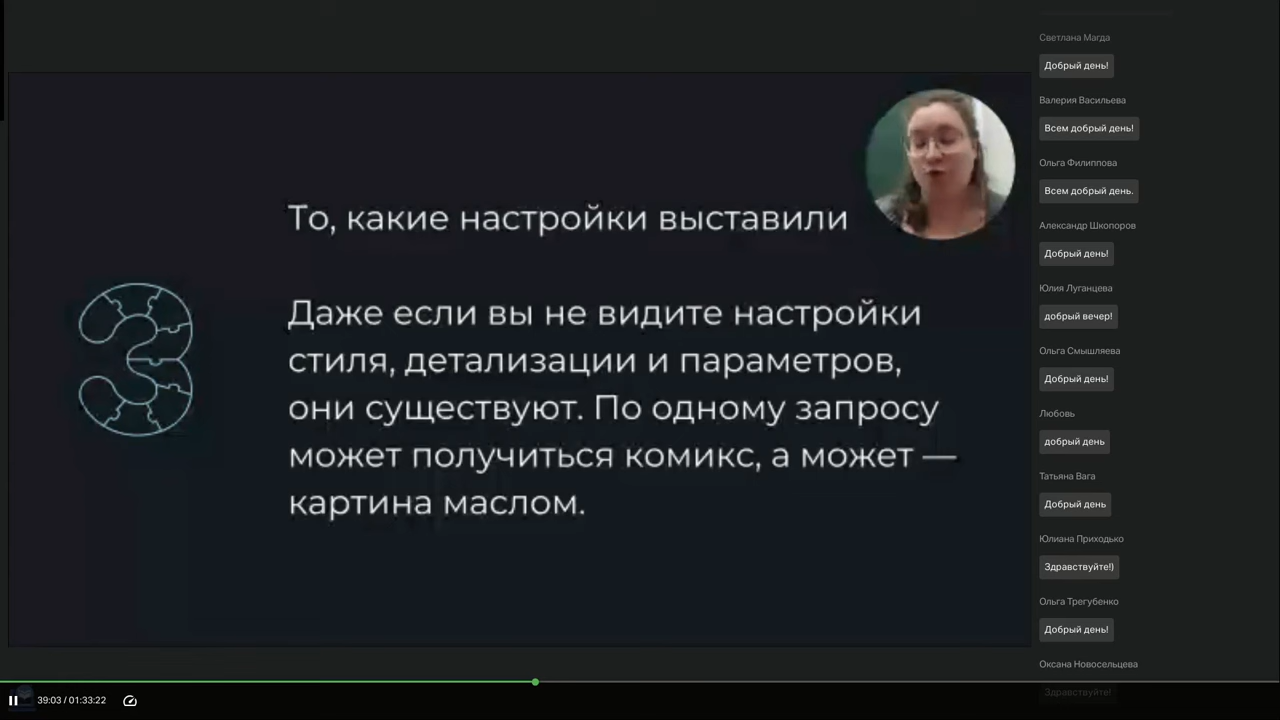 То, какие настройки выставили
3
Даже если вы не видите настройки
стиля, детализации и параметров,
они существуют. По одному запросу
может получиться комикс, а может —
картина маслом.
Светлана Магда
Добрый день!
Валерия Васильева
Всем добрый день!
Ольга Филиппова
Всем добрый день.
Александр Шкопоров
Добрый день!
Юлия Луганцева
добрый вечер!
Ольга Смышляева
Добрый день!
Любовь
добрый день
Татьяна Вага
Добрый день
Юлиана Приходько
Здравствуйте!)
Ольга Трегубенко
Добрый день!
Оксана Новосельцева
Здравствуйте!
39:03 / 01:33:22